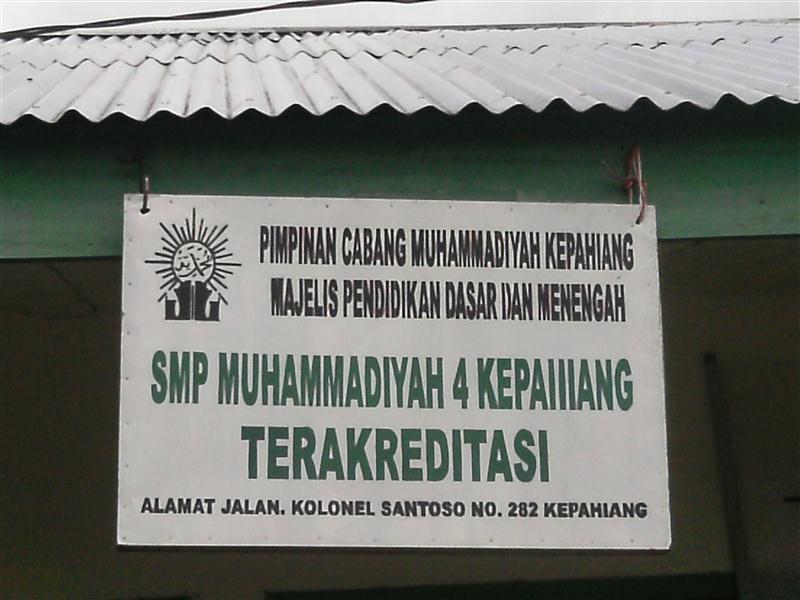 PIMPINAN CABANG MUHAMMADIYAH KEPAHIANG
MAJELIS PENDIDIKAN DASAR DAN MENENGAH
SMP MUHAMMADIYAH 4 KEPAHIANG
TERAKREDITASI
ALAMAT JALAN. KOLONEL SANTOSO NO. 282 KEPAHIANG